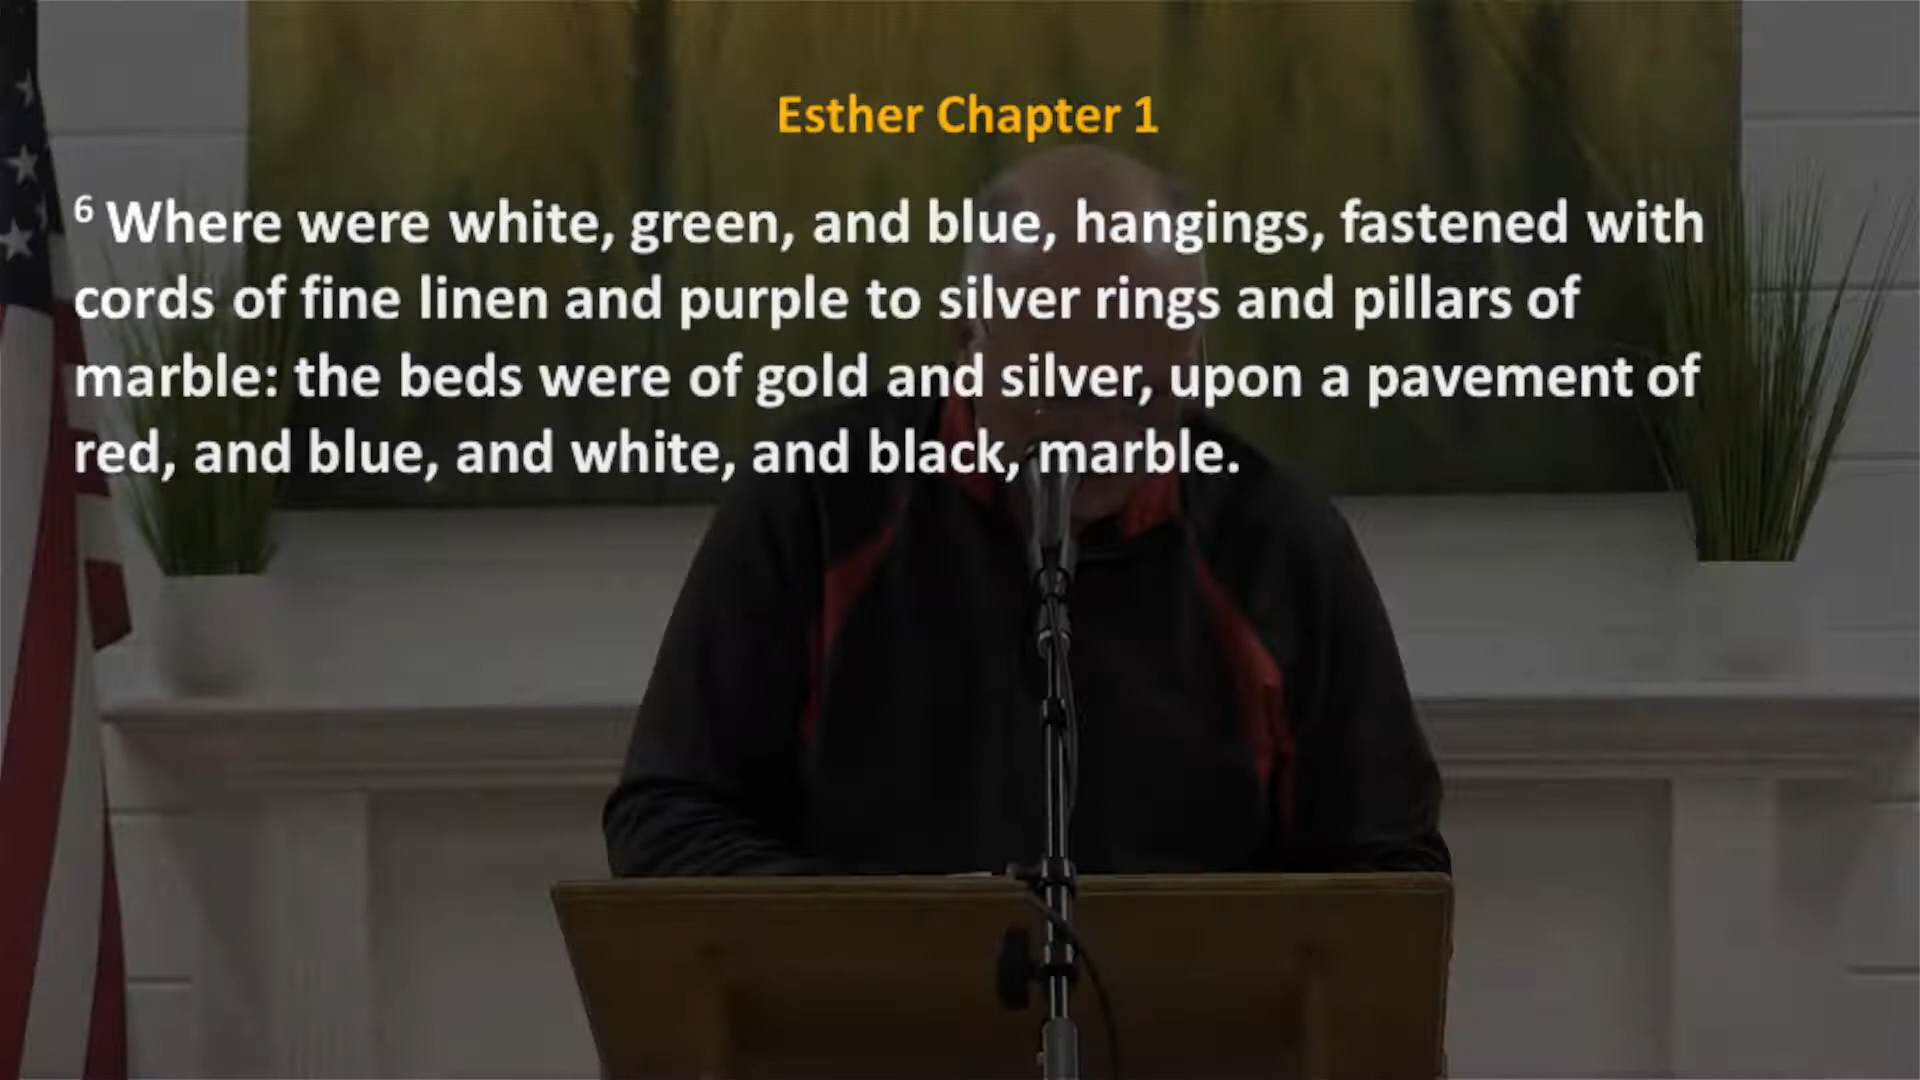 Esther Chapter 1
6 Where were white, green, and blue, hangings, fastened with
cords of fine linen and purple to silver rings and pillars of
marble: the beds were of gold and silver, upon a pavement of
red, and blue, and white, and black, marble.